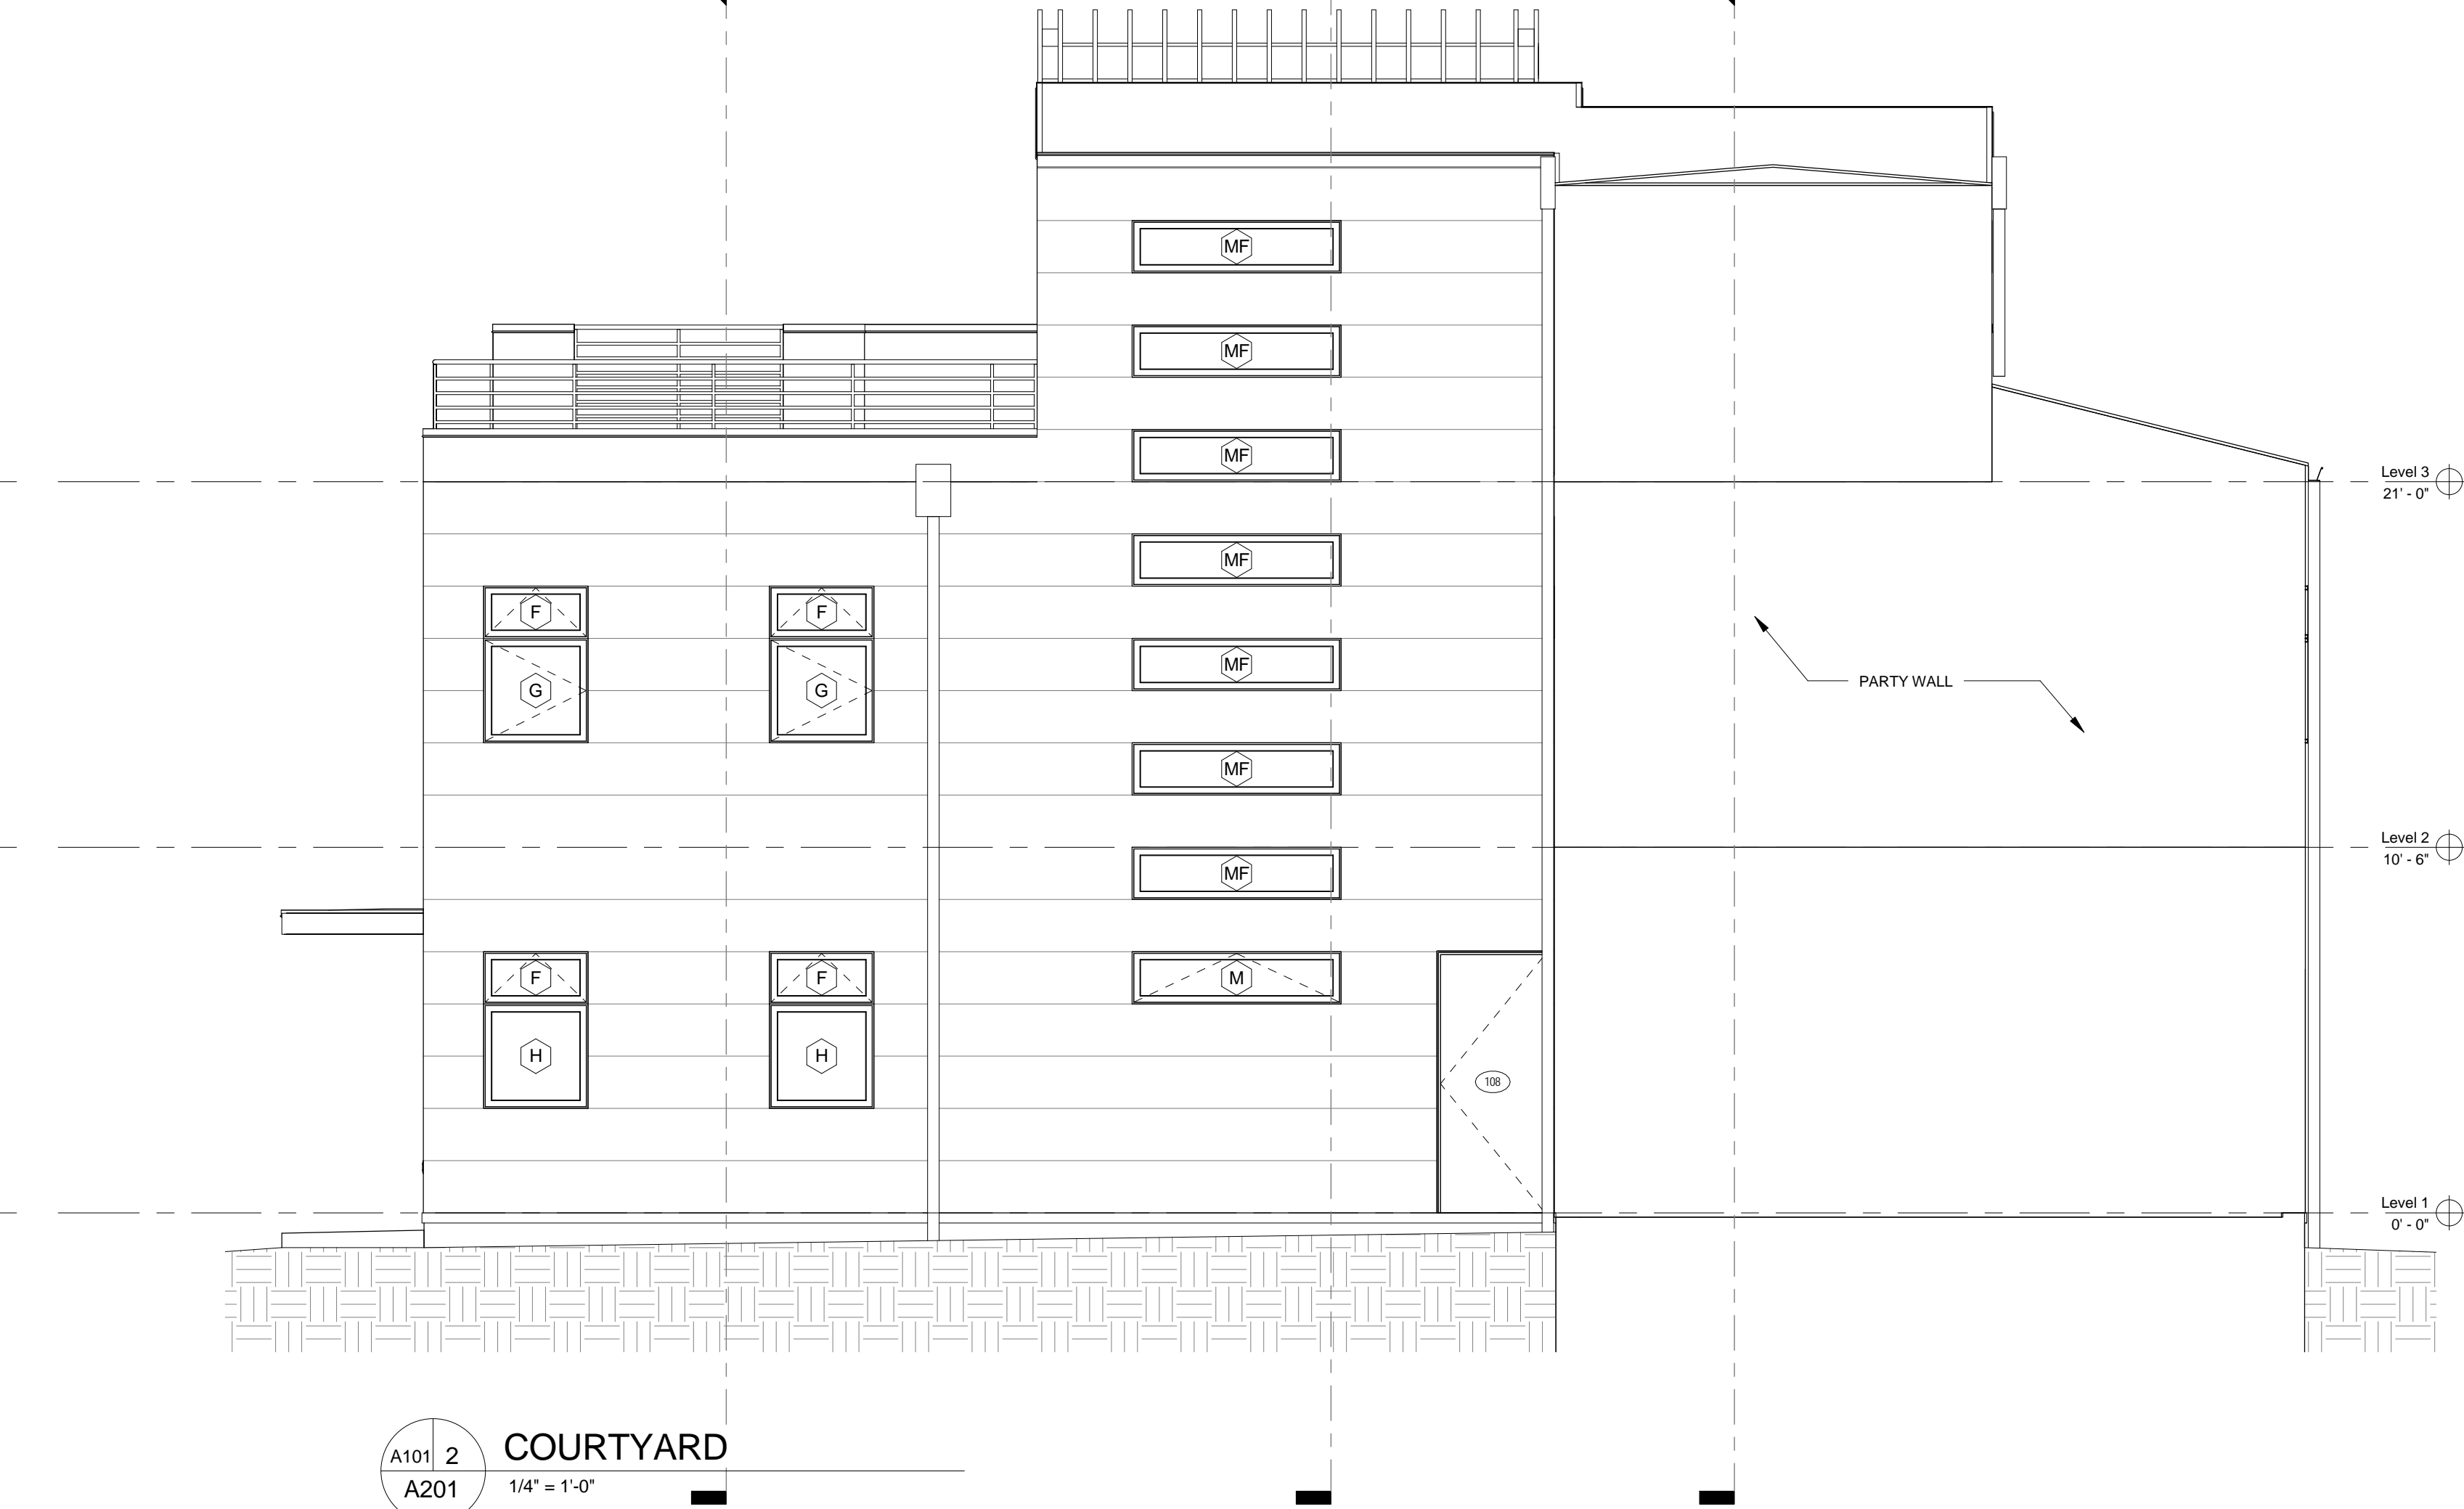 MF
MF
MF
Level 3
21' - 0"
MF
F F
MF
G G
PARTY WALL
MF
Level 2
10' - 6"
MF
F F M
H H
108
Level 1
0' - 0"
A101 2
A201
COURTYARD
1/4" = 1'-0"